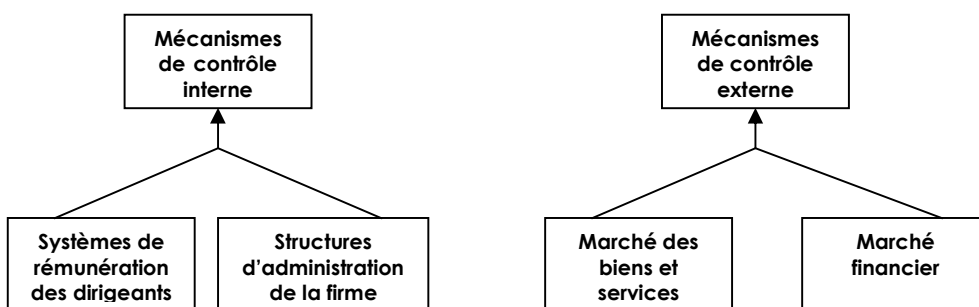 Mécanismes
de contrôle
interne
Mécanismes
de contrôle
externe
Systèmes de
rémunération
des dirigeants
Structures
d’administration
de la firme
Marché des
biens et
services
Marché
financier